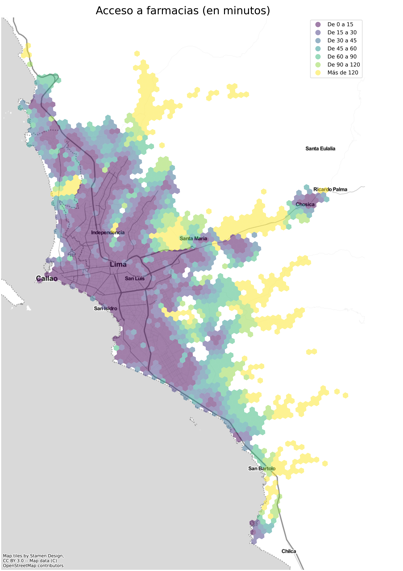 Acceso a farmacias (en minutos)
De 0 a 15
De 15 a 30
De 30 a 45
De 45 a 60
De 60 a 90
De 90 a 120
Más de 120
Santa Eulalia
Ricardo Palma
Chosica
Independencia
Santa María
Lima
Callao
San Luis
San Isidro
San Bartolo
Chilca
Map tiles by Stamen Design,
CC BY 3.0 -- Map data (C)
OpenStreetMap contributors